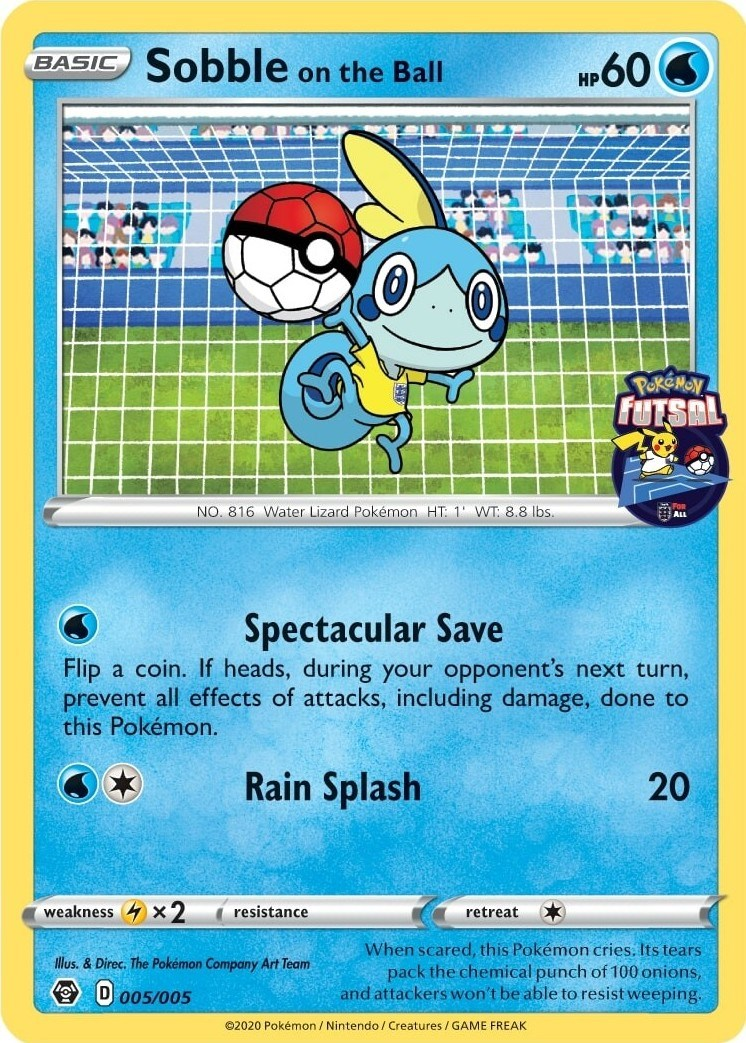 BASIC
Sobble on the Ball
HP60
POKéMON
FUTSAL
FOR
ALL
NO. 816 Water Lizard Pokémon HT: 1' WT: 8.8 lbs.
Spectacular Save
Flip a coin. If heads, during your opponent's next turn,
prevent all effects of attacks, including damage, done to
this Pokémon.
Rain Splash 20
weakness ×2 resistance retreat
Illus. & Direc. The Pokémon Company Art Team
When scared, this Pokémon cries. Its tears
pack the chemical punch of 100 onions,
and attackers won't be able to resist weeping.
D 005/005
©2020 Pokémon / Nintendo / Creatures / GAME FREAK